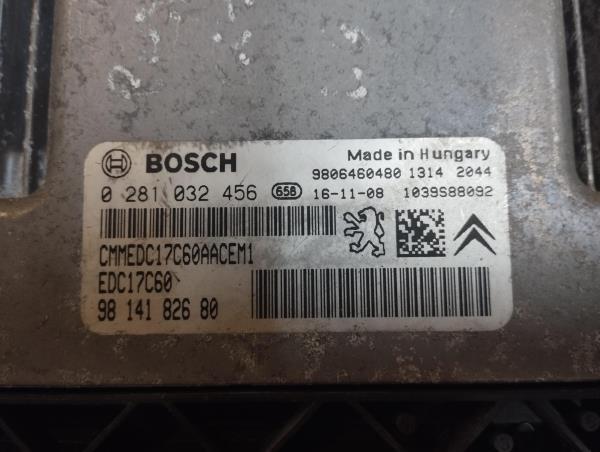 BOSCH Made in Hungary
9806460480 1314 2044
0 281 032 456 656 16-11-08 1039S88092
CMMEDC17C60AACEM1
EDC17C60
98 141 826 80